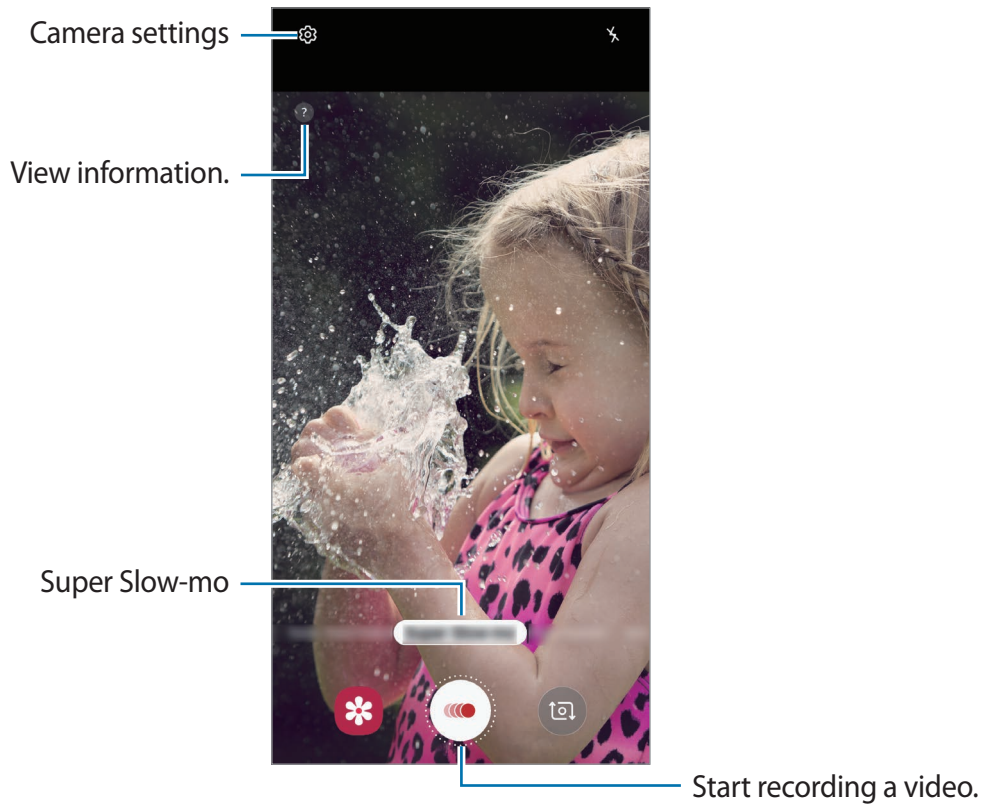 Camera settings
?
View information.
Super Slow-mo
Start recording a video.